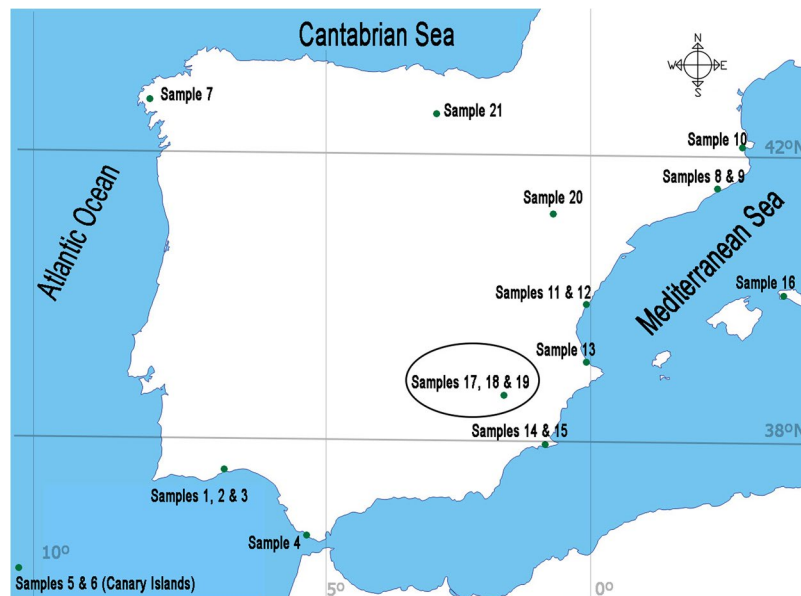 Cantabrian Sea
N
W E
S
Sample 7
Sample 21
Sample 10
42ºN
Samples 8 & 9
Atlantic Ocean
Sample 20
Mediterranean Sea
Sample 16
Samples 11 & 12
Sample 13
Samples 17, 18 & 19
Samples 14 & 15
38ºN
Samples 1, 2 & 3
Sample 4
10º
Samples 5 & 6 (Canary Islands)
5º
0º